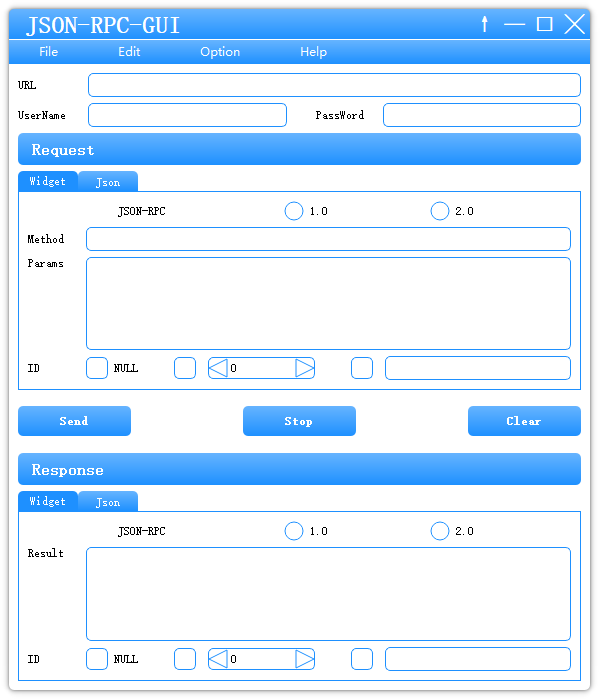 JSON-RPC-GUI
File Edit Option Help
URL
UserName PassWord
Request
Widget Json
JSON-RPC 1.0 2.0
Method
Params
ID NULL 0
Send Stop Clear
Response
Widget Json
JSON-RPC 1.0 2.0
Result
ID NULL 0